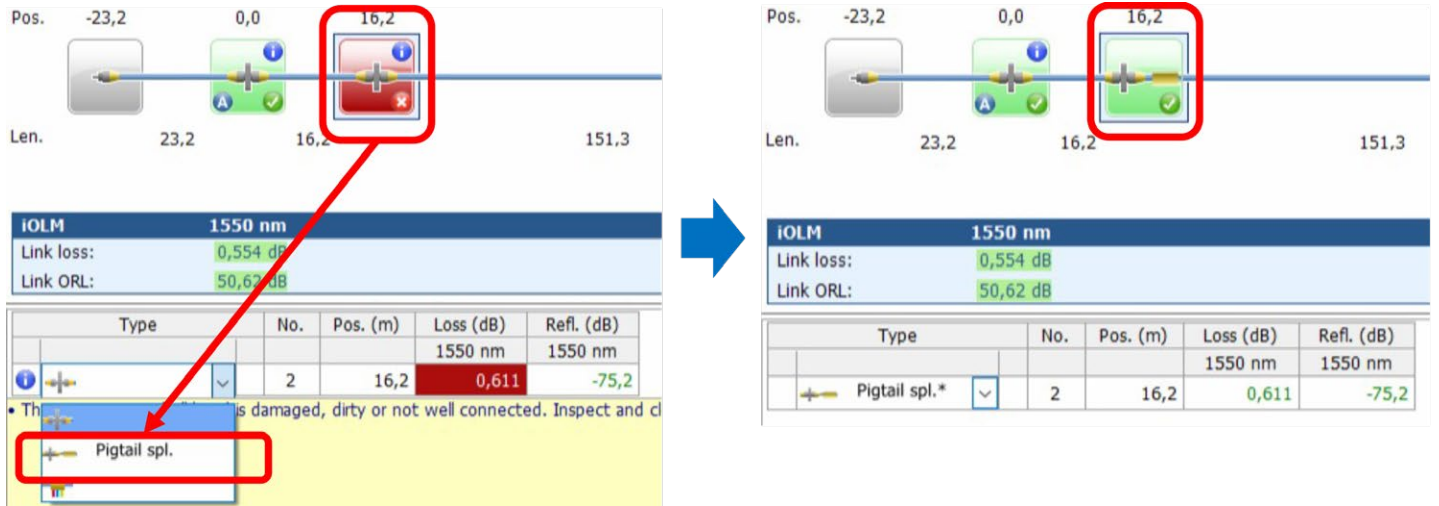 Pos. -23,2 0,0 16,2
i i
A
Len. 23,2 16,2 151,3
iOLM 1550 nm
Link loss: 0,554 dB
Link ORL: 50,62 dB
Type No. Pos. (m) Loss (dB) Refl. (dB)
1550 nm 1550 nm
i 2 16,2 0,611 -75,2
• Th is damaged, dirty or not well connected. Inspect and cl
Pigtail spl.
Pos. -23,2 0,0 16,2
i
A
Len. 23,2 16,2 151,3
iOLM 1550 nm
Link loss: 0,554 dB
Link ORL: 50,62 dB
Type No. Pos. (m) Loss (dB) Refl. (dB)
1550 nm 1550 nm
Pigtail spl.* 2 16,2 0,611 -75,2